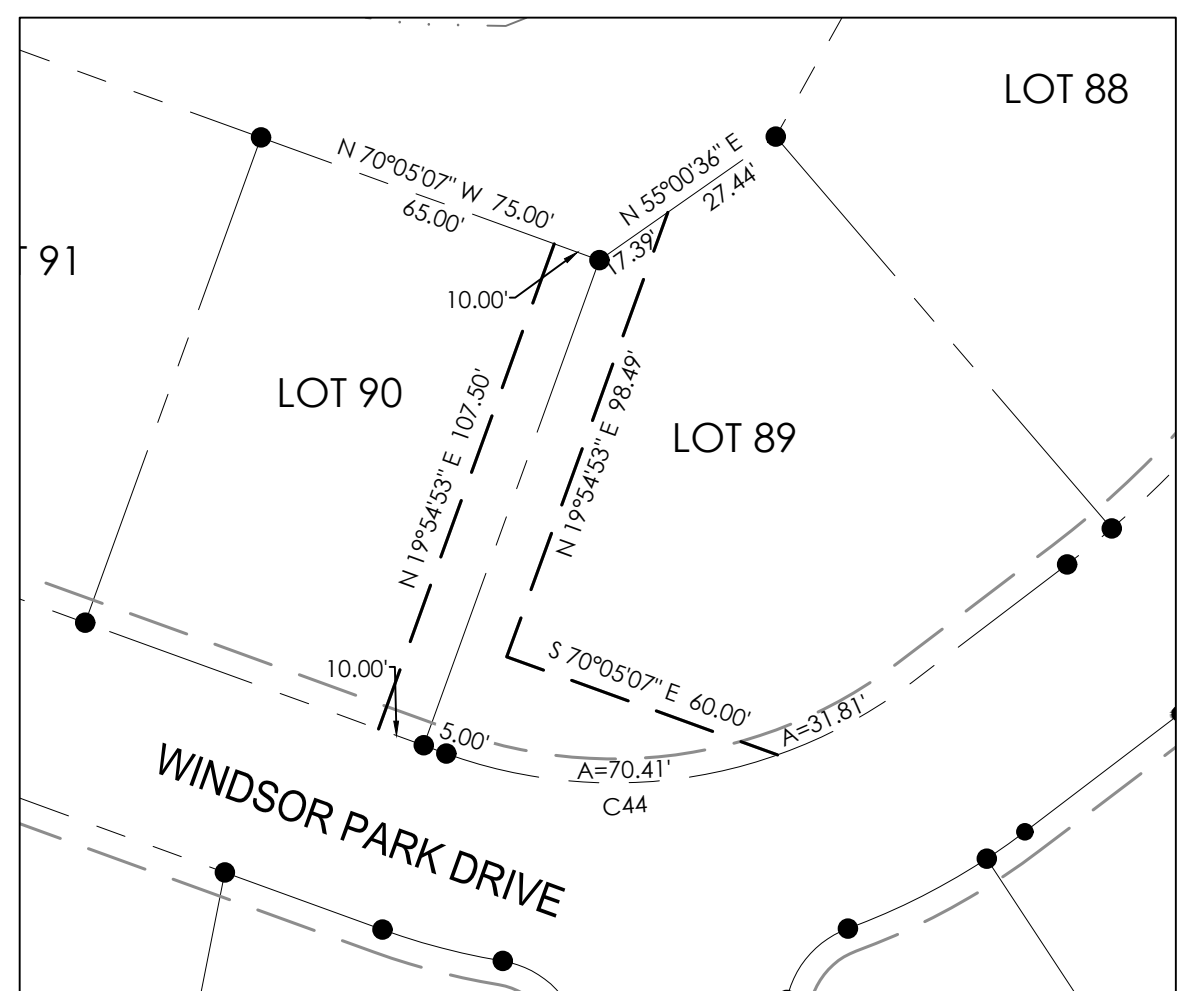 LOT 88
N 70°05'07" W 75.00'
65.00'
N 55°00'36" E
27.44'
17.39'
91
10.00'
LOT 90
N 19°54'53" E 107.50'
N 19°54'53" E 98.49'
LOT 89
10.00'
5.00'
S 70°05'07" E 60.00'
A=31.81'
A=70.41'
C44
WINDSOR PARK DRIVE